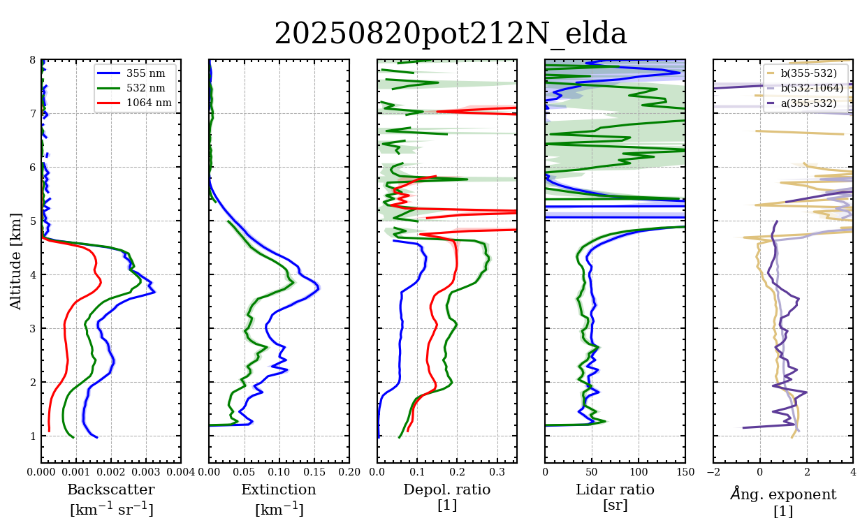 20250820pot212N_elda
Altitude [km]
8
7
6
5
4
3
2
1
355 nm
532 nm
1064 nm
b(355-532)
b(532-1064)
a(355-532)
0.000 0.001 0.002 0.003 0.004
0.00 0.05 0.10 0.15 0.20
0.0 0.1 0.2 0.3
0 50 100 150
−2 0 2 4
Backscatter
[km⁻¹ sr⁻¹]
Extinction
[km⁻¹]
Depol. ratio
[1]
Lidar ratio
[sr]
Ång. exponent
[1]